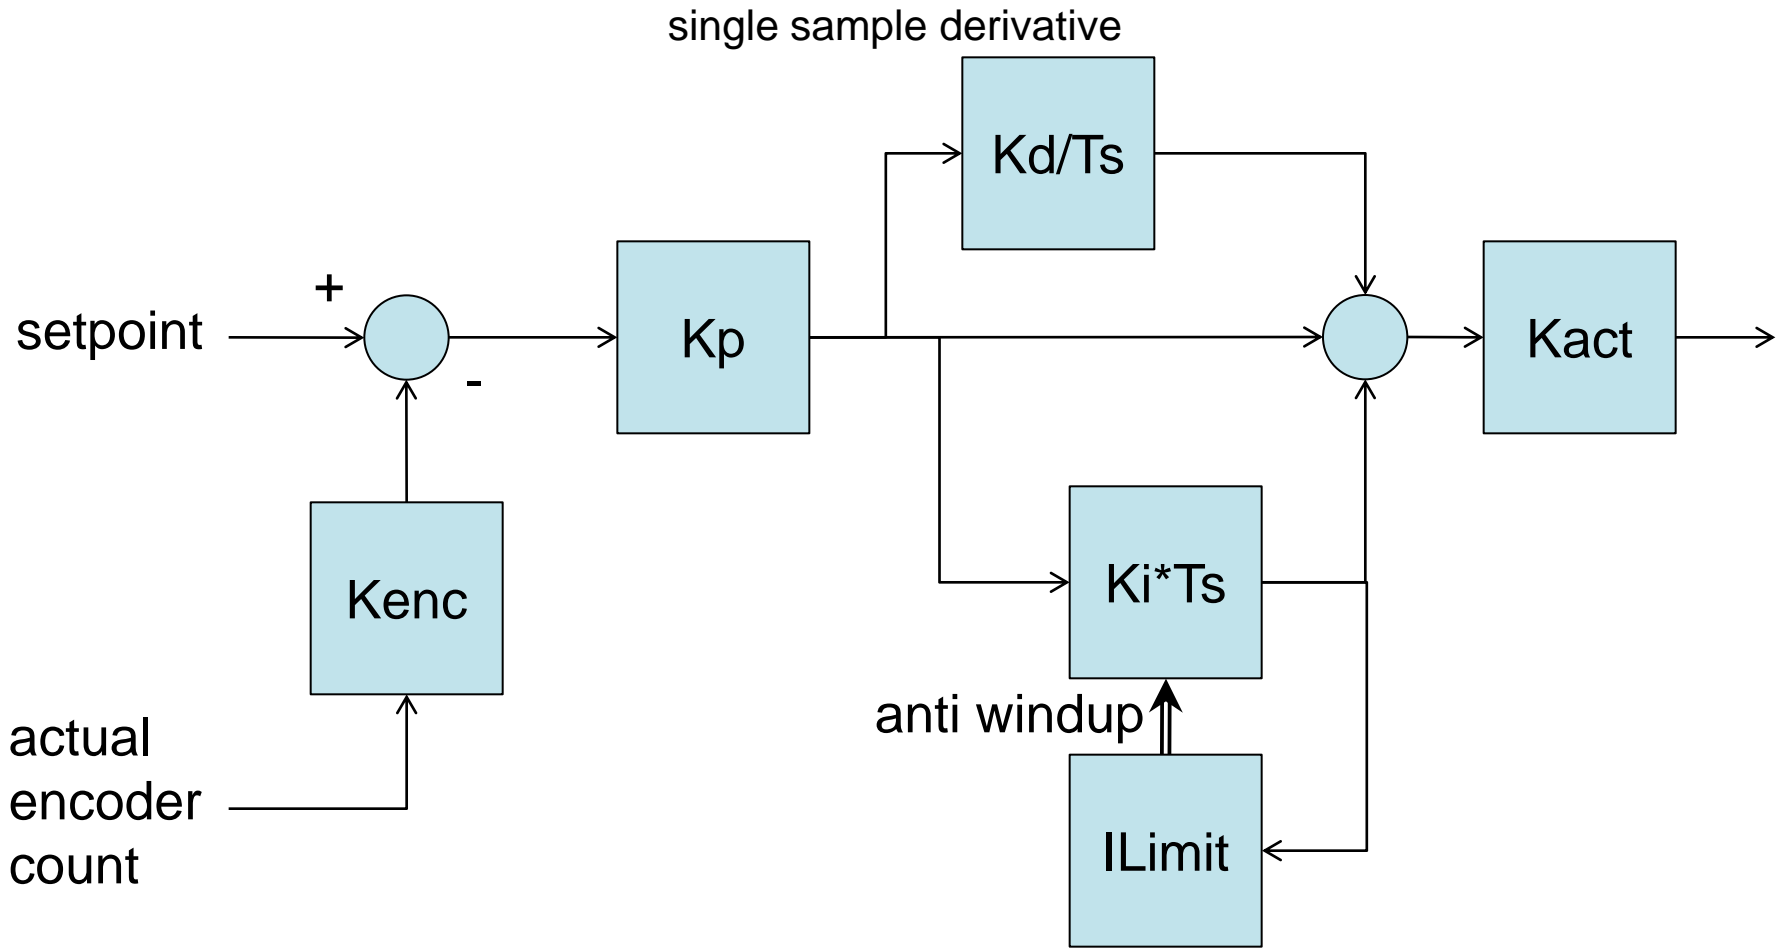 single sample derivative
Kd/Ts
+
setpoint
-
Kp
Kact
Kenc
Ki*Ts
anti windup
actual
encoder
count
ILimit